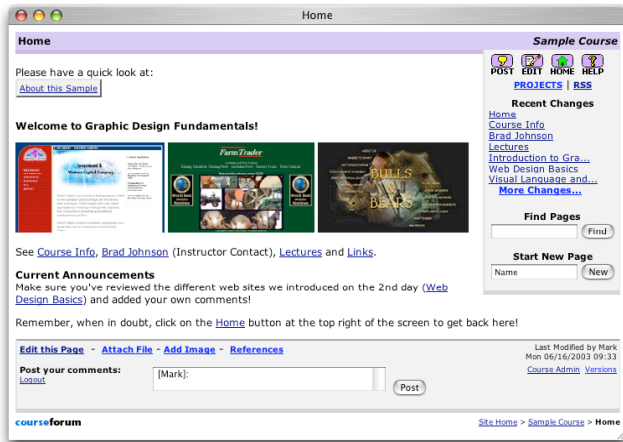 Home
Home
Sample Course
Please have a quick look at:
About this Sample
POST EDIT HOME HELP
PROJECTS | RSS
Recent Changes
Home
Course Info
Brad Johnson
Lectures
Introduction to Gra...
Web Design Basics
Visual Language and...
More Changes...
Find Pages
Find
Start New Page
Name New
Welcome to Graphic Design Fundamentals!
Investment &
Venture Capital Company
FarmTrader
BULLS
&
BEARS
See Course Info, Brad Johnson (Instructor Contact), Lectures and Links.
Current Announcements
Make sure you've reviewed the different web sites we introduced on the 2nd day (Web
Design Basics) and added your own comments!
Remember, when in doubt, click on the Home button at the top right of the screen to get back here!
Edit this Page - Attach File - Add Image - References
Last Modified by Mark
Mon 06/16/2003 09:33
Course Admin Versions
Post your comments:
Logout
[Mark]:
Post
courseforum
Site Home > Sample Course > Home